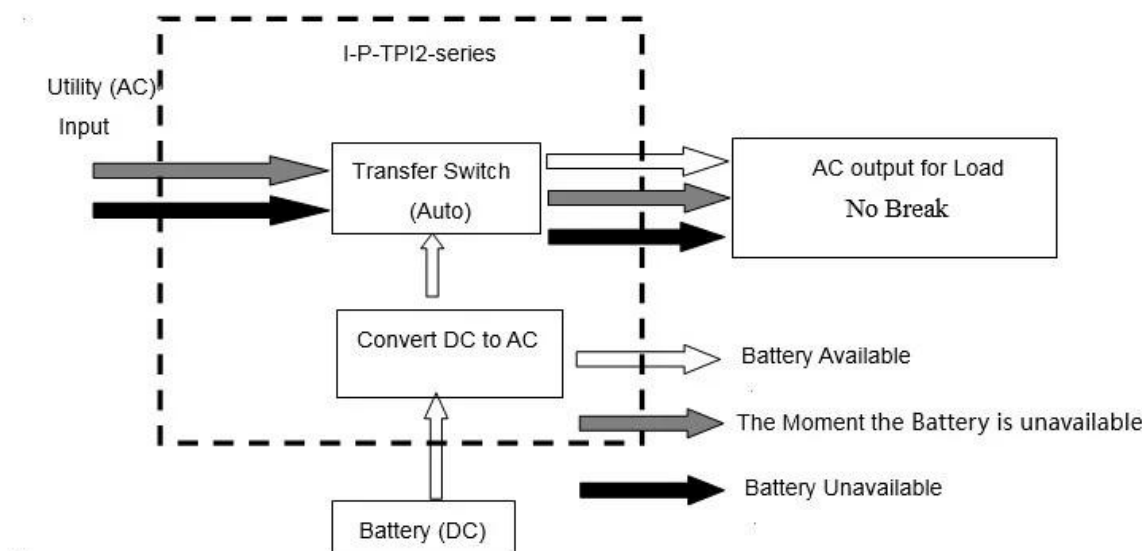 I-P-TPI2-series
Utility (AC)
Input
Transfer Switch
(Auto)
AC output for Load
No Break
Convert DC to AC
Battery Available
The Moment the Battery is unavailable
Battery Unavailable
Battery (DC)